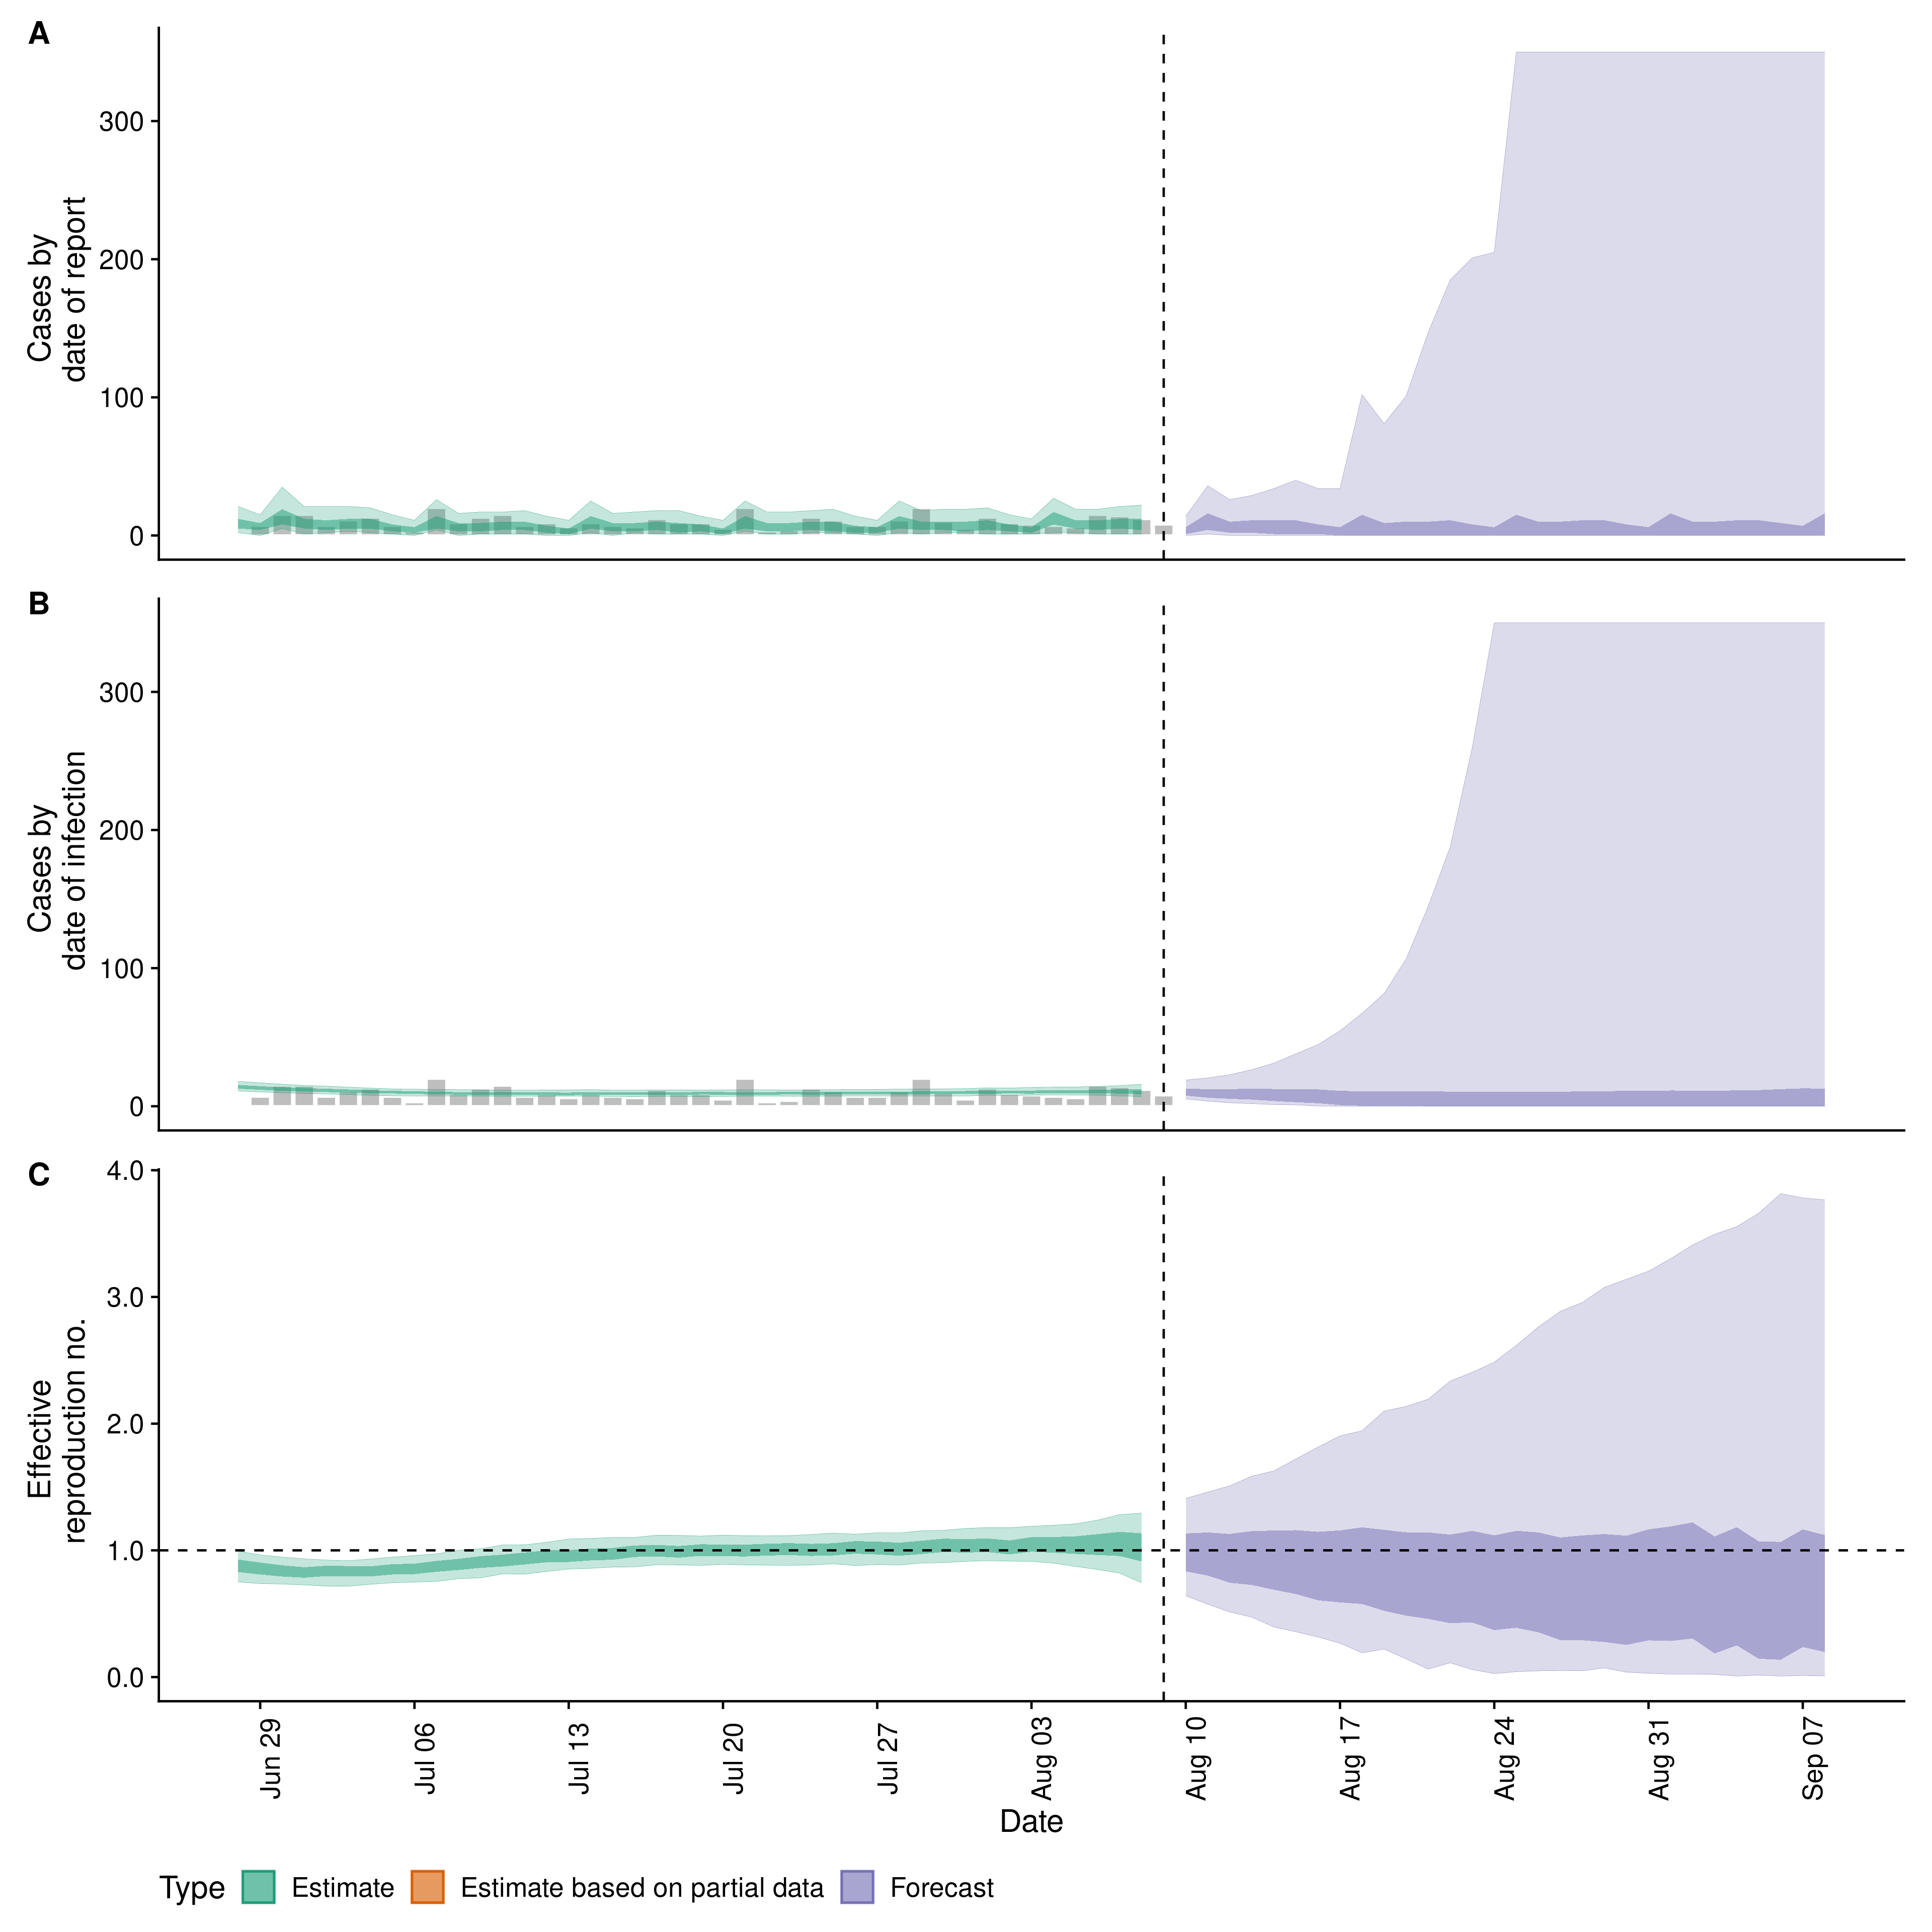 A
Cases by
date of report
300
200
100
0
B
Cases by
date of infection
300
200
100
0
C
Effective
reproduction no.
4.0
3.0
2.0
1.0
0.0
Jun 29
Jul 06
Jul 13
Jul 20
Jul 27
Aug 03
Aug 10
Aug 17
Aug 24
Aug 31
Sep 07
Date
Type Estimate Estimate based on partial data Forecast